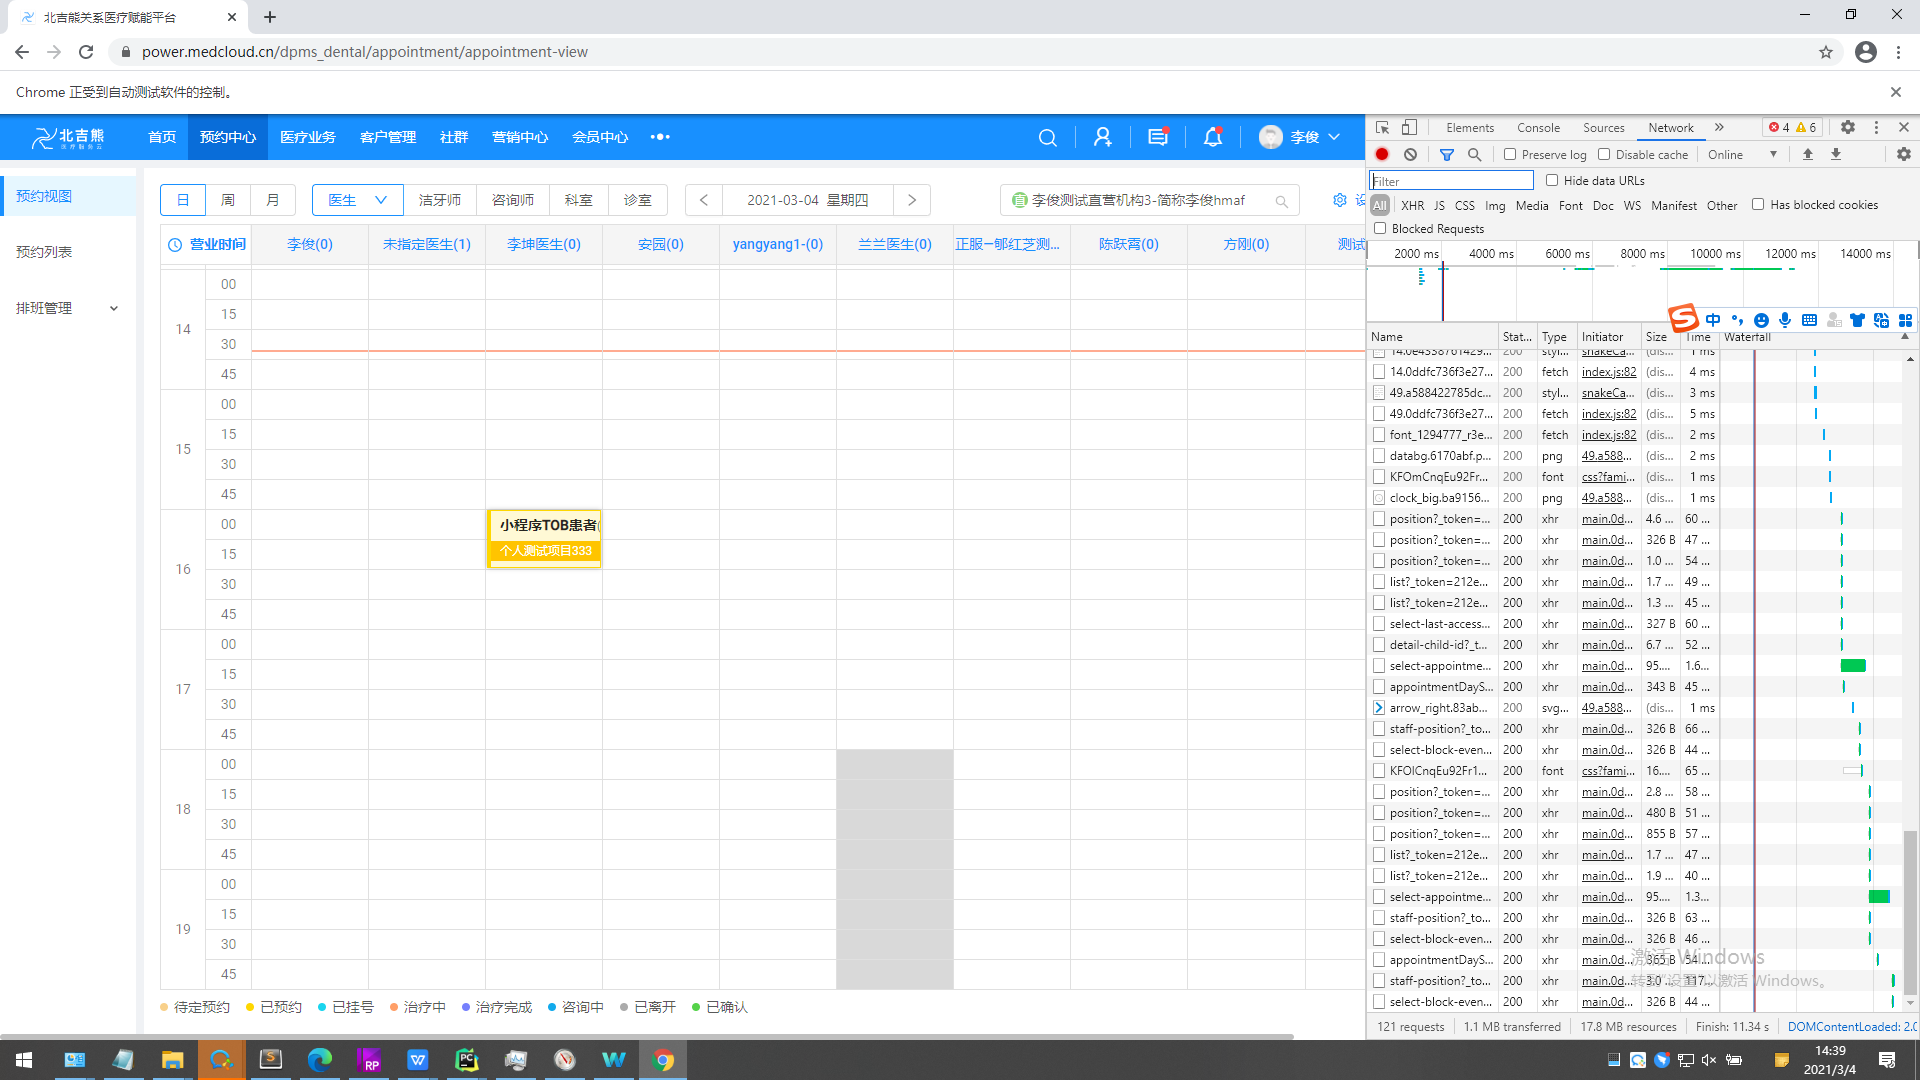 北吉熊关系医疗赋能平台
power.medcloud.cn/dpms_dental/appointment/appointment-view
Chrome 正受到自动测试软件的控制。
北吉熊
医疗服务云
首页
预约中心
医疗业务
客户管理
社群
营销中心
会员中心
李俊
预约视图
预约列表
排班管理
日
周
月
医生
洁牙师
咨询师
科室
诊室
2021-03-04 星期四
直 李俊测试直营机构3-简称李俊hmaf
营业时间
李俊(0)
未指定医生(1)
李坤医生(0)
安园(0)
yangyang1-(0)
兰兰医生(0)
正服一郇红芝测...
陈跃霄(0)
方刚(0)
测试
14
00
15
30
45
15
00
15
30
45
16
00
15
30
45
小程序TOB患者(
个人测试项目333
17
00
15
30
45
18
00
15
30
45
19
00
15
30
45
待定预约
已预约
已挂号
治疗中
治疗完成
咨询中
已离开
已确认
Elements
Console
Sources
Network
4
6
Preserve log
Disable cache
Online
Filter
Hide data URLs
All XHR JS CSS Img Media Font Doc WS Manifest Other
Has blocked cookies
Blocked Requests
2000 ms 4000 ms 6000 ms 8000 ms 10000 ms 12000 ms 14000 ms
中
Name Stat... Type Initiator Size Time Waterfall
14.0e4338761429... 200 styl... snakeCa... (dis... 1 ms
14.0ddfc736f3e27... 200 fetch index.js:82 (dis... 4 ms
49.a588422785dc... 200 styl... snakeCa... (dis... 3 ms
49.0ddfc736f3e27... 200 fetch index.js:82 (dis... 5 ms
font_1294777_r3e... 200 fetch index.js:82 (dis... 2 ms
databg.6170abf.p... 200 png 49.a588... (dis... 2 ms
KFOmCnqEu92Fr... 200 font css?fami... (dis... 1 ms
clock_big.ba9156... 200 png 49.a588... (dis... 1 ms
position?_token=... 200 xhr main.0d... 4.6 ... 60 ...
position?_token=... 200 xhr main.0d... 326 B 47 ...
position?_token=... 200 xhr main.0d... 1.0 ... 54 ...
list?_token=212e... 200 xhr main.0d... 1.7 ... 49 ...
list?_token=212e... 200 xhr main.0d... 1.3 ... 45 ...
select-last-access... 200 xhr main.0d... 327 B 60 ...
detail-child-id?_t... 200 xhr main.0d... 6.7 ... 52 ...
select-appointme... 200 xhr main.0d... 95.... 1.6...
appointmentDayS... 200 xhr main.0d... 343 B 45 ...
arrow_right.83ab... 200 svg... 49.a588... (dis... 1 ms
staff-position?_to... 200 xhr main.0d... 326 B 66 ...
select-block-even... 200 xhr main.0d... 326 B 44 ...
KFOlCnqEu92Fr1... 200 font css?fami... 16.... 65 ...
position?_token=... 200 xhr main.0d... 2.8 ... 58 ...
position?_token=... 200 xhr main.0d... 480 B 51 ...
position?_token=... 200 xhr main.0d... 855 B 57 ...
list?_token=212e... 200 xhr main.0d... 1.7 ... 47 ...
list?_token=212e... 200 xhr main.0d... 1.9 ... 40 ...
select-appointme... 200 xhr main.0d... 95.... 1.3...
staff-position?_to... 200 xhr main.0d... 326 B 63 ...
select-block-even... 200 xhr main.0d... 326 B 46 ...
appointmentDayS... 200 xhr main.0d... 365 B 54 ...
staff-position?_to... 200 xhr main.0d... 3.0 ... 117...
select-block-even... 200 xhr main.0d... 326 B 44 ...
激活 Windows
转到"设置"以激活 Windows。
121 requests 1.1 MB transferred 17.8 MB resources Finish: 11.34 s DOMContentLoaded: 2.0
RP
PC
14:39
2021/3/4